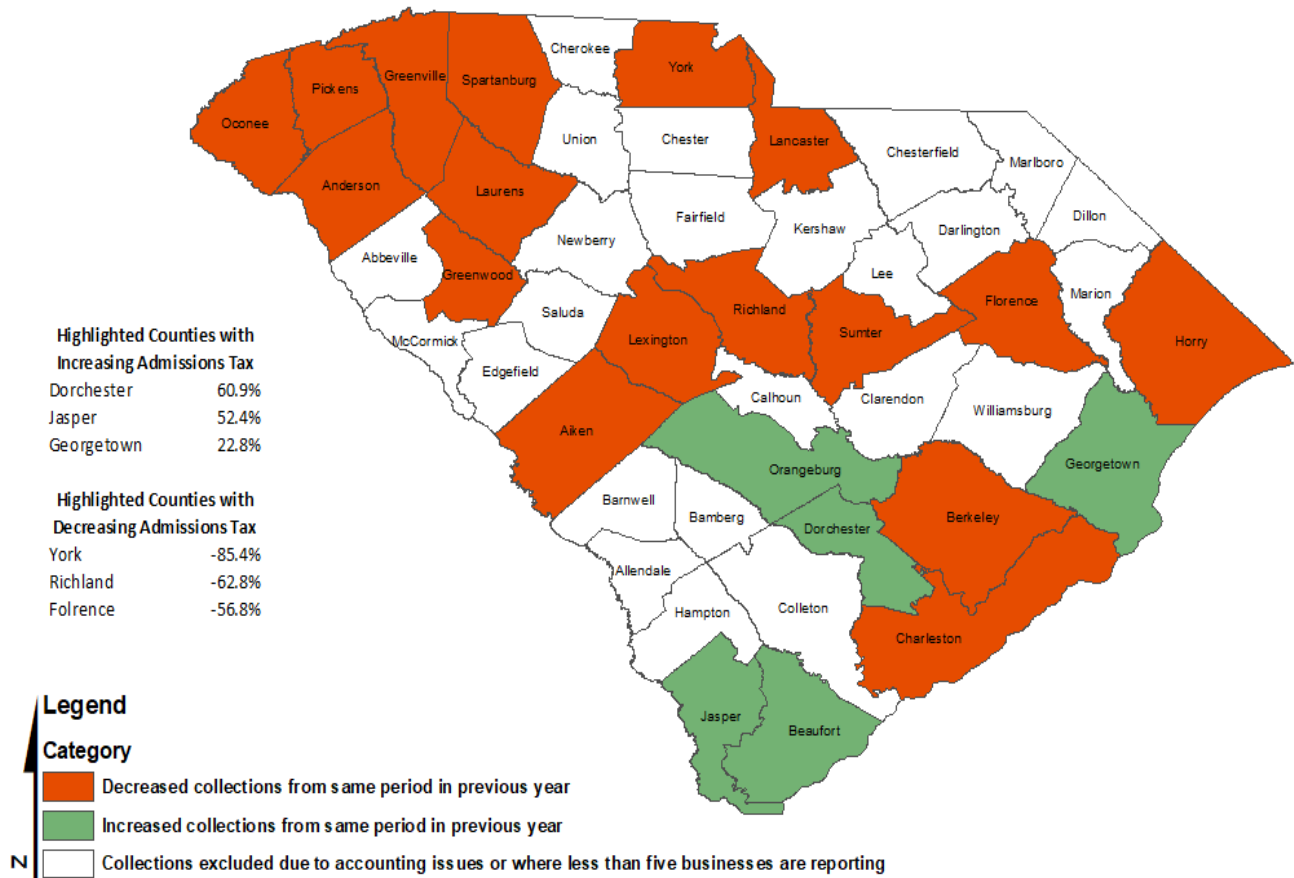 Cherokee
York
Greenville
Spartanburg
Pickens
Oconee
Union
Chester
Lancaster
Chesterfield
Marlboro
Anderson
Laurens
Fairfield
Kershaw
Darlington
Dillon
Newberry
Abbeville
Greenwood
Lee
Marion
Florence
Saluda
Richland
Sumter
Horry
Lexington
McCormick
Edgefield
Calhoun
Clarendon
Williamsburg
Aiken
Georgetown
Orangeburg
Barnwell
Bamberg
Dorchester
Berkeley
Allendale
Hampton
Colleton
Charleston
Jasper
Beaufort
Highlighted Counties with
Increasing Admissions Tax
Dorchester 60.9%
Jasper 52.4%
Georgetown 22.8%
Highlighted Counties with
Decreasing Admissions Tax
York -85.4%
Richland -62.8%
Folrence -56.8%
Legend
Category
Decreased collections from same period in previous year
Increased collections from same period in previous year
Collections excluded due to accounting issues or where less than five businesses are reporting
N